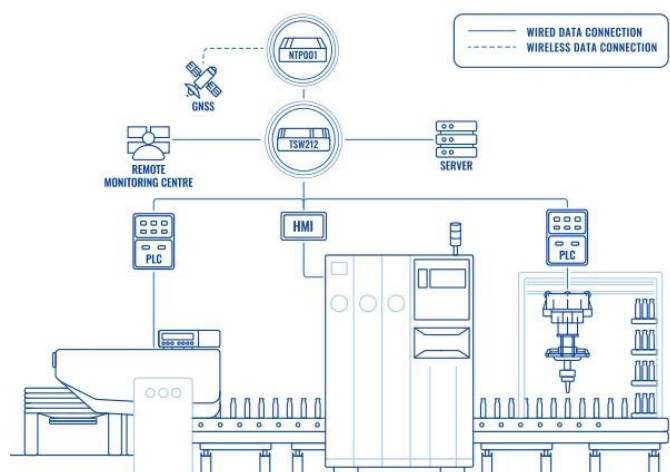 WIRED DATA CONNECTION
WIRELESS DATA CONNECTION
NTP001
GNSS
TSW212
REMOTE
MONITORING CENTRE
SERVER
PLC
HMI
PLC